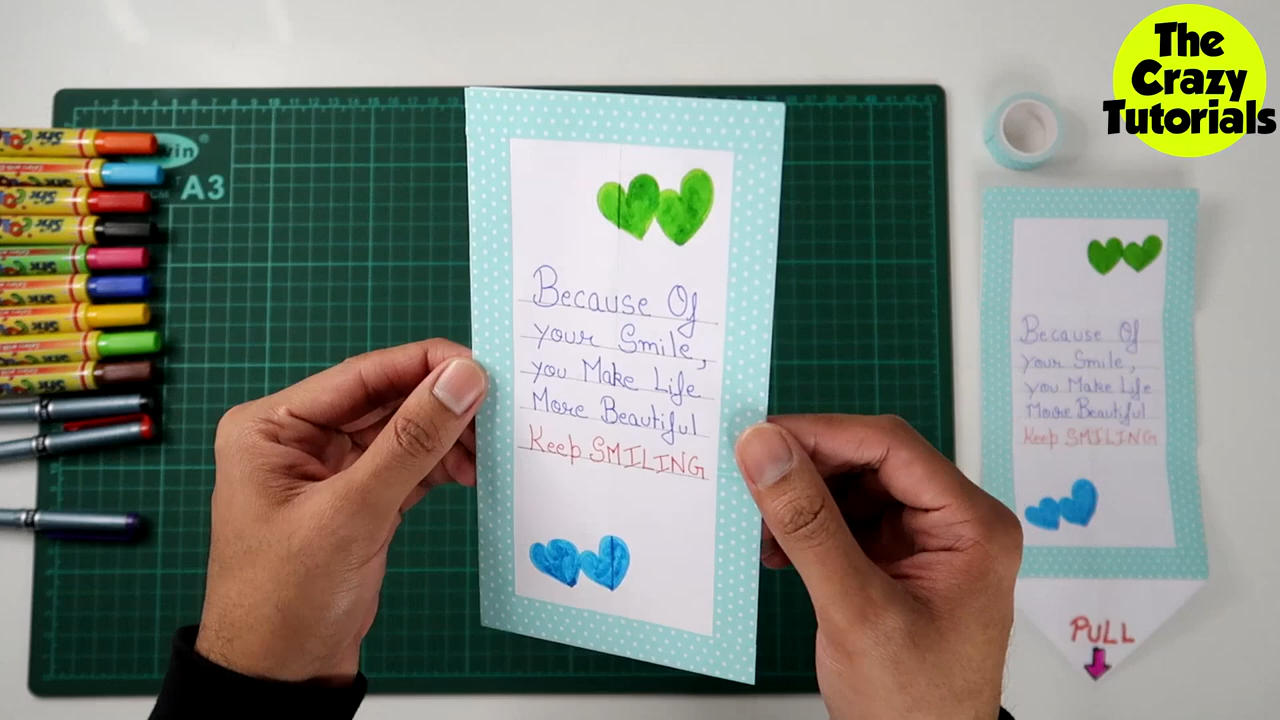 The
Crazy
Tutorials
A3
Because Of
your Smile,
you Make Life
More Beautiful
Keep SMILING
Because Of
your Smile,
you Make Life
More Beautiful
Keep SMILING
PULL